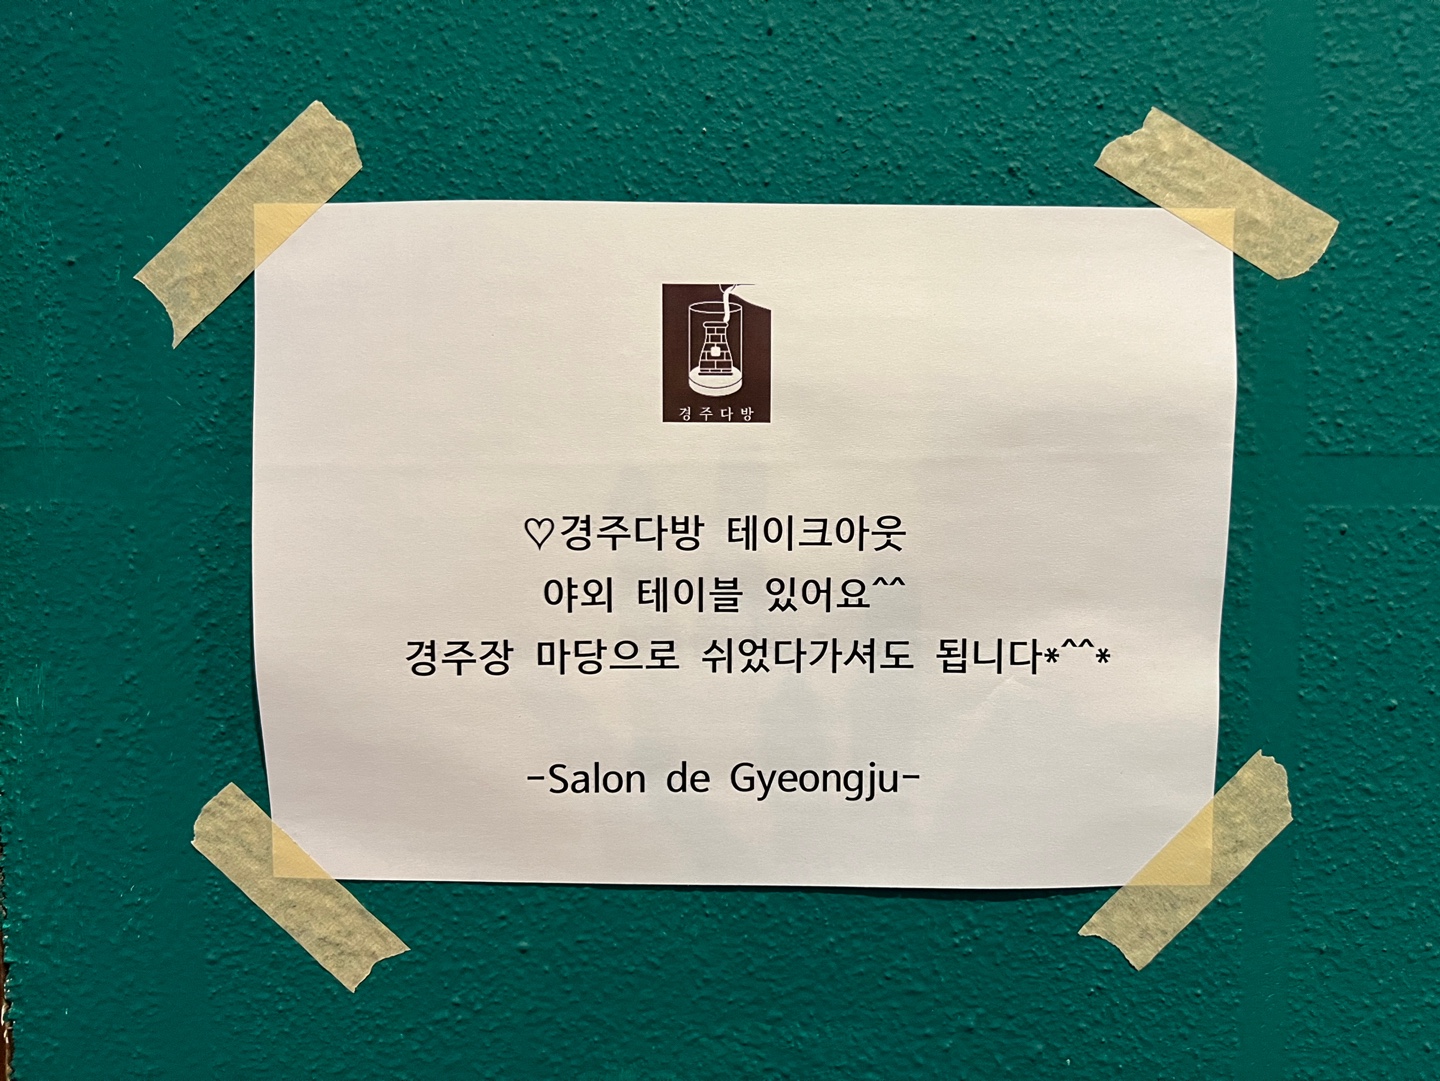 경주다방
♡경주다방 테이크아웃
야외 테이블 있어요^^
경주장 마당으로 쉬었다가셔도 됩니다*^^*
-Salon de Gyeongju-